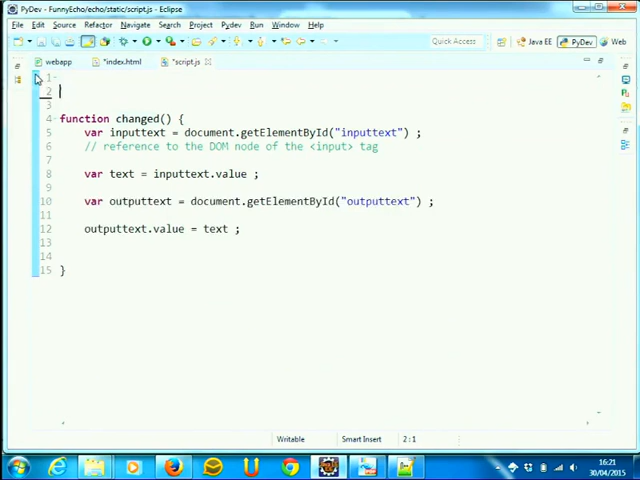 PyDev - FunnyEcho/echo/static/script.js - Eclipse
File Edit Source Refactor Navigate Search Project Pydev Run Window Help
Quick Access Java EE PyDev Web
webapp *index.html *script.js
1
2
3
4 function changed() {
5 var inputtext = document.getElementById("inputtext") ;
6 // reference to the DOM node of the <input> tag
7
8 var text = inputtext.value ;
9
10 var outputtext = document.getElementById("outputtext") ;
11
12 outputtext.value = text ;
13
14
15 }
Writable Smart Insert 2 : 1
16:21
30/04/2015